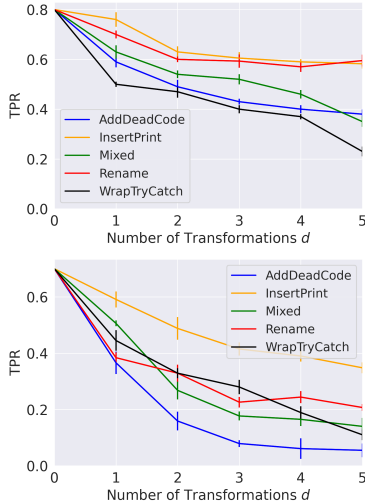 0.8
0.6
0.4
0.2
0.0
TPR
AddDeadCode
InsertPrint
Mixed
Rename
WrapTryCatch
0 1 2 3 4 5
Number of Transformations d
0.6
0.4
0.2
0.0
TPR
AddDeadCode
InsertPrint
Mixed
Rename
WrapTryCatch
0 1 2 3 4 5
Number of Transformations d